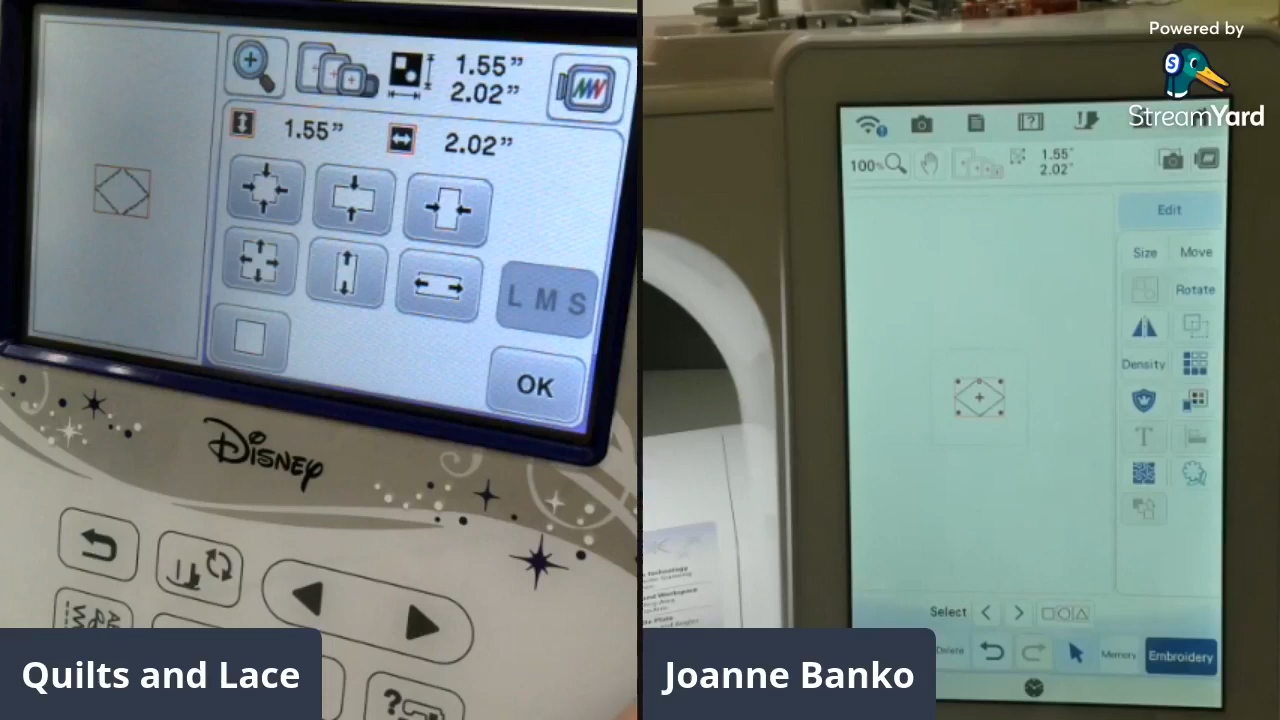 1.55"
2.02"
1.55"
2.02"
L M S
OK
Disney
Quilts and Lace
Powered by
StreamYard
100%
1.55"
2.02"
Edit
Size
Move
Rotate
Density
T
Select
Delete
Memory
Embroidery
Joanne Banko